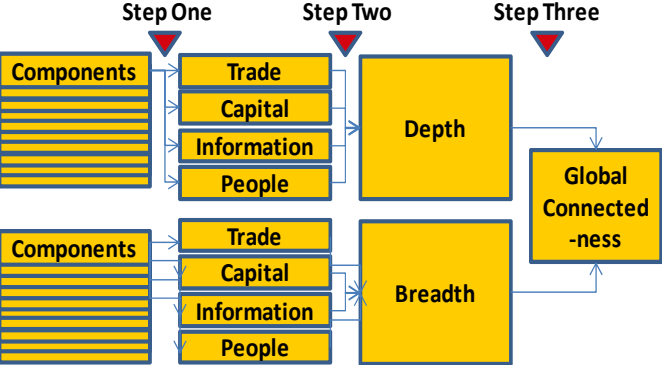 Step One
Step Two
Step Three
Components
Trade
Capital
Information
People
Depth
Components
Trade
Capital
Information
People
Breadth
Global
Connected
-ness